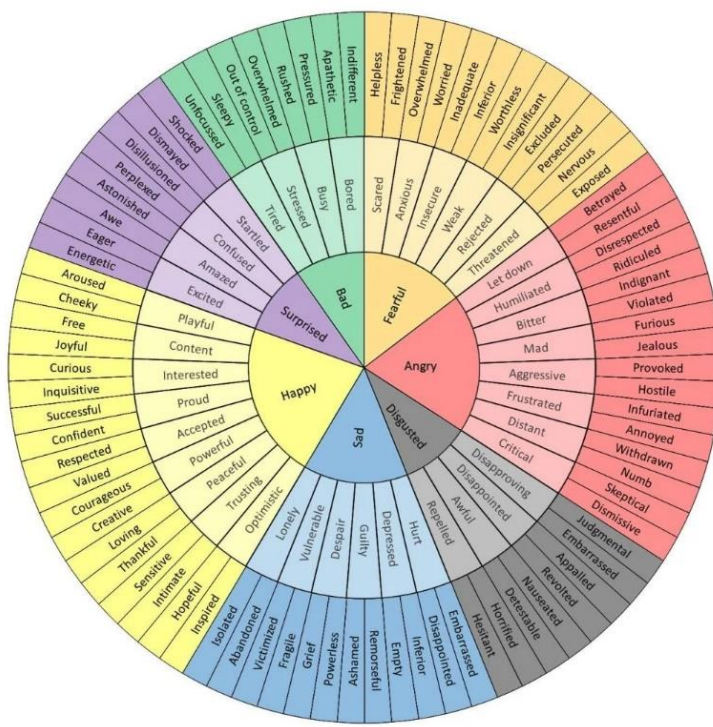 Bad
Fearful
Angry
Disgusted
Sad
Happy
Surprised
Tired
Stressed
Busy
Bored
Scared
Anxious
Insecure
Weak
Rejected
Threatened
Let down
Humiliated
Bitter
Mad
Aggressive
Frustrated
Distant
Critical
Disapproving
Disappointed
Awful
Repelled
Hurt
Depressed
Guilty
Despair
Vulnerable
Lonely
Optimistic
Trusting
Peaceful
Powerful
Accepted
Proud
Interested
Content
Playful
Excited
Amazed
Confused
Startled
Unfocussed
Sleepy
Out of control
Overwhelmed
Rushed
Pressured
Apathetic
Indifferent
Helpless
Frightened
Overwhelmed
Worried
Inadequate
Inferior
Worthless
Insignificant
Excluded
Persecuted
Nervous
Exposed
Betrayed
Resentful
Disrespected
Ridiculed
Indignant
Violated
Furious
Jealous
Provoked
Hostile
Infuriated
Annoyed
Withdrawn
Numb
Skeptical
Dismissive
Judgmental
Embarrassed
Appalled
Revolted
Nauseated
Detestable
Horrified
Hesitant
Embarrassed
Disappointed
Inferior
Empty
Remorseful
Ashamed
Powerless
Grief
Fragile
Victimized
Abandoned
Isolated
Inspired
Hopeful
Intimate
Sensitive
Thankful
Loving
Creative
Courageous
Valued
Respected
Confident
Successful
Inquisitive
Curious
Joyful
Free
Cheeky
Aroused
Energetic
Eager
Awe
Astonished
Perplexed
Disillusioned
Dismayed
Shocked